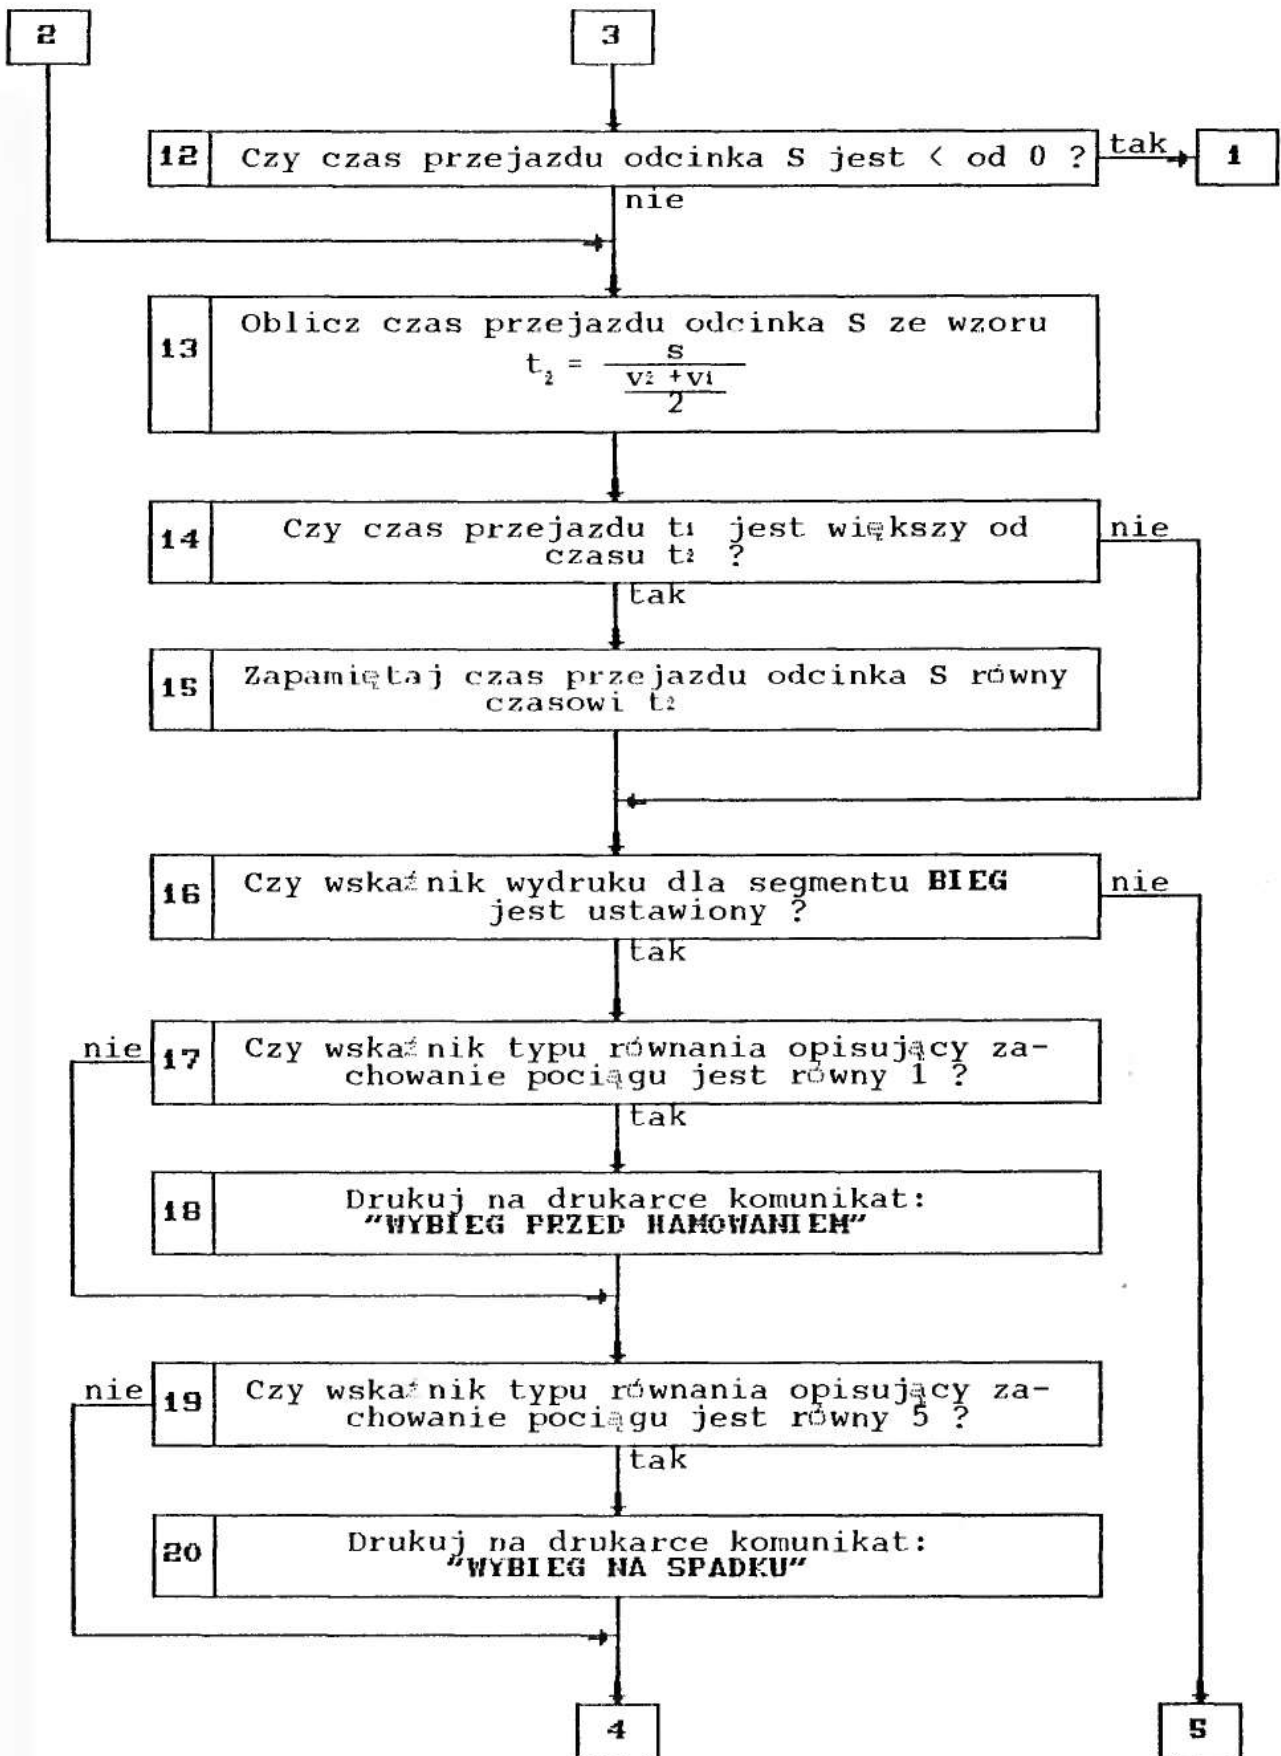 2
3
12
Czy czas przejazdu odcinka S jest < od 0 ?
tak
1
nie
13
Oblicz czas przejazdu odcinka S ze wzoru
t₂ =
s
v₂ + v₁
2
14
Czy czas przejazdu t₁ jest większy od
czasu t₂ ?
nie
tak
15
Zapamiętaj czas przejazdu odcinka S równy
czasowi t₂
16
Czy wskaźnik wydruku dla segmentu BIEG
jest ustawiony ?
nie
tak
nie
17
Czy wskaźnik typu równania opisujący za-
chowanie pociągu jest równy 1 ?
tak
18
Drukuj na drukarce komunikat:
"WYBIEG PRZED HAMOWANIEM"
nie
19
Czy wskaźnik typu równania opisujący za-
chowanie pociągu jest równy 5 ?
tak
20
Drukuj na drukarce komunikat:
"WYBIEG NA SPADKU"
4
5